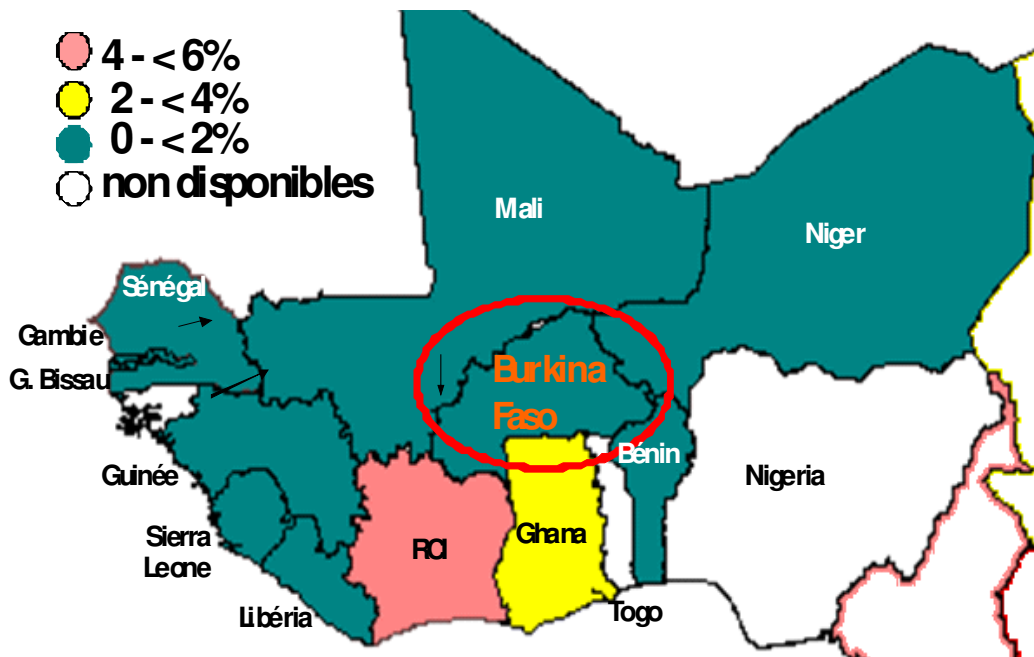 4 - < 6%
2 - < 4%
0 - < 2%
non disponibles
Mali
Niger
Sénégal
Gambie
G. Bissau
Burkina
Faso
Bénin
Guinée
Nigeria
Sierra
Leone
RCI
Ghana
Libéria
Togo